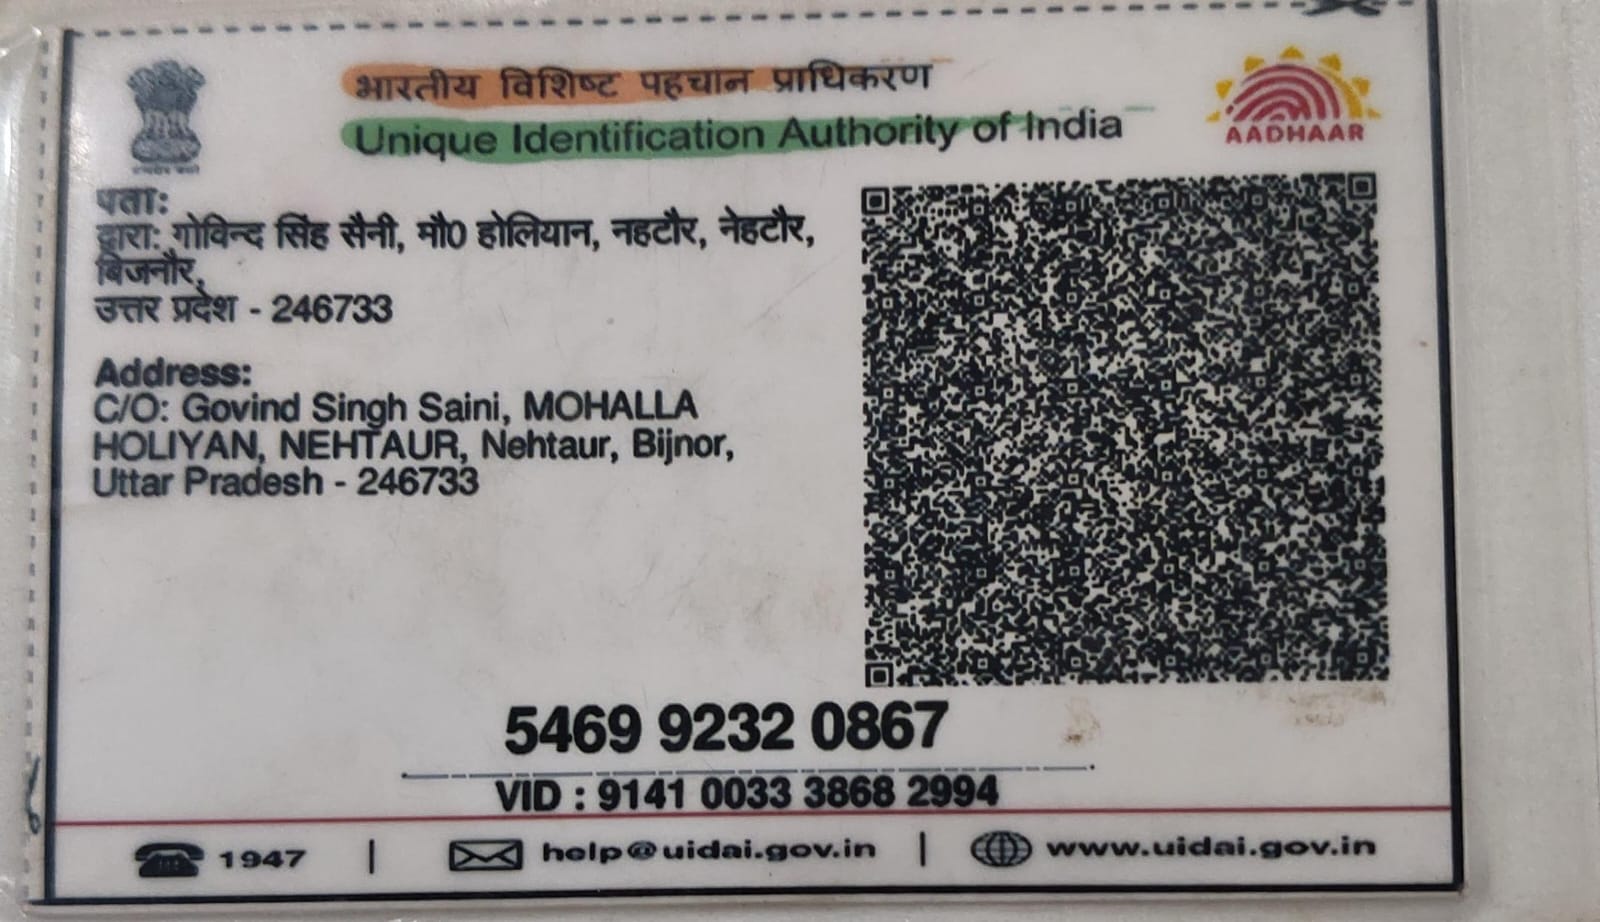 भारतीय विशिष्ट पहचान प्राधिकरण
Unique Identification Authority of India
AADHAAR
पता:
द्वारा: गोविन्द सिंह सैनी, मौ0 होलियान, नहटौर, नेहटौर,
बिजनौर,
उत्तर प्रदेश - 246733
Address:
C/O: Govind Singh Saini, MOHALLA
HOLIYAN, NEHTAUR, Nehtaur, Bijnor,
Uttar Pradesh - 246733
5469 9232 0867
VID : 9141 0033 3868 2994
1947 | help@uidai.gov.in | www.uidai.gov.in